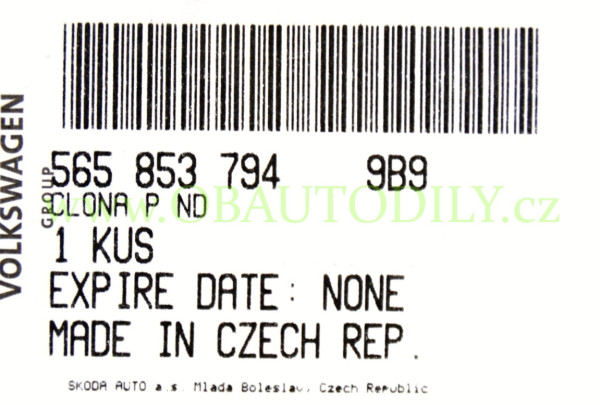 VOLKSWAGEN
GROUP
565 853 794 9B9
CLONA P ND
www.OBAUTODILY.cz
1 KUS
EXPIRE DATE: NONE
MADE IN CZECH REP.
SKODA AUTO a.s. Mlada Boleslav, Czech Republic